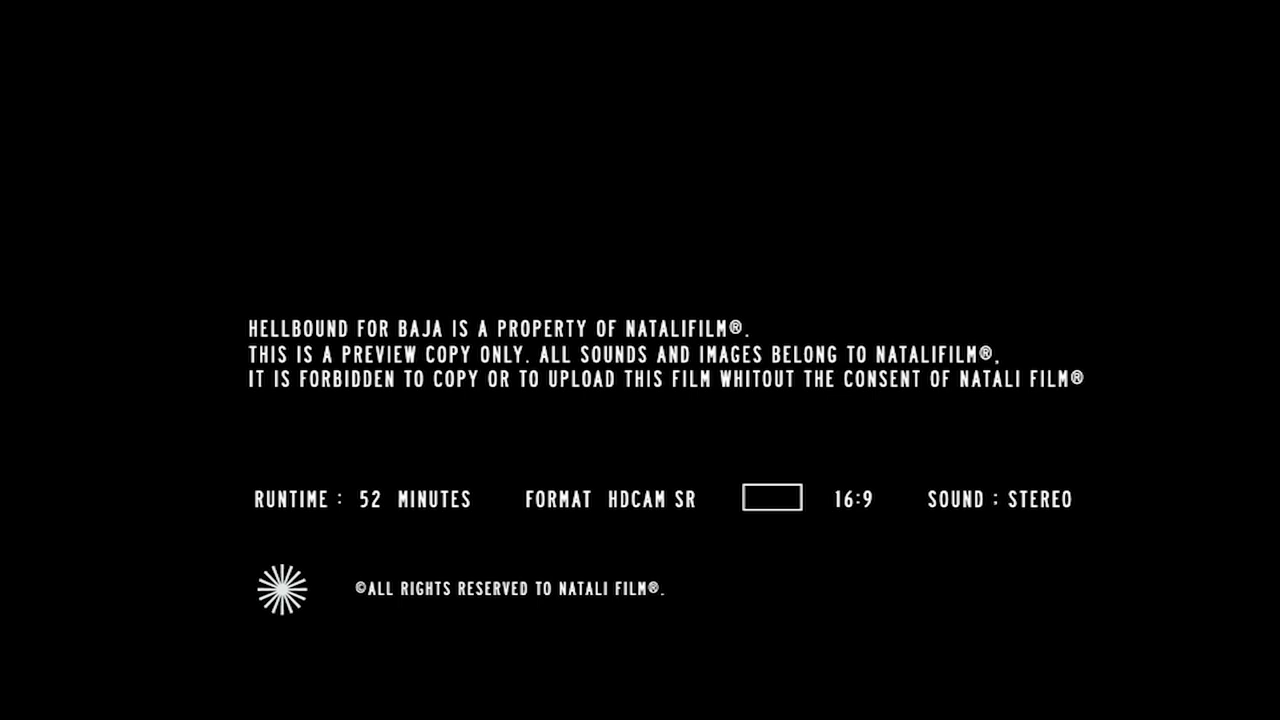 HELLBOUND FOR BAJA IS A PROPERTY OF NATALIFILM®.
THIS IS A PREVIEW COPY ONLY. ALL SOUNDS AND IMAGES BELONG TO NATALIFILM®,
IT IS FORBIDDEN TO COPY OR TO UPLOAD THIS FILM WHITOUT THE CONSENT OF NATALI FILM®
RUNTIME : 52 MINUTES FORMAT HDCAM SR 16:9 SOUND : STEREO
©ALL RIGHTS RESERVED TO NATALI FILM®.